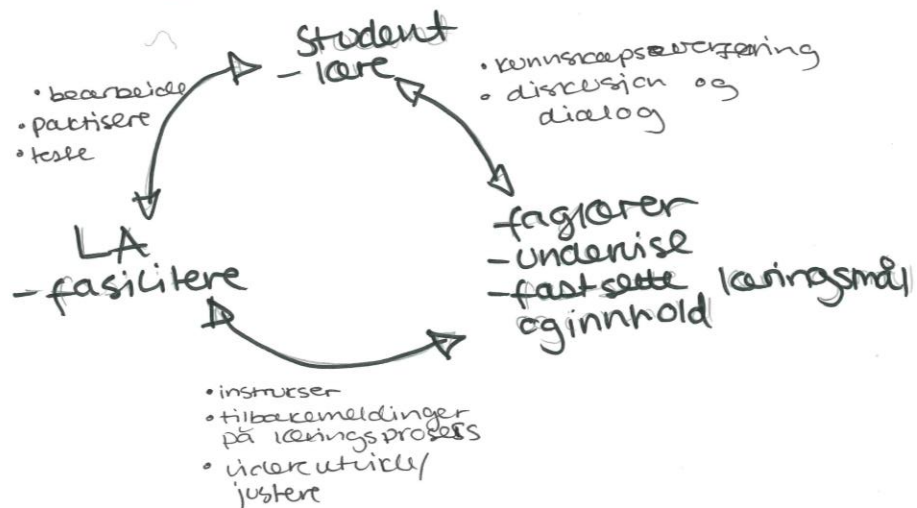 Student
- lære
• bearbeide
• paktisere
• teste
• kunnskapsoverføring
• diskusjon og
dialog
LA
- fasilitere
- faglærer
- undervise
- fastsette læringsmål
og innhold
• instrukser
• tilbakemeldinger
på læringsprosess
• videreutvikle/
justere